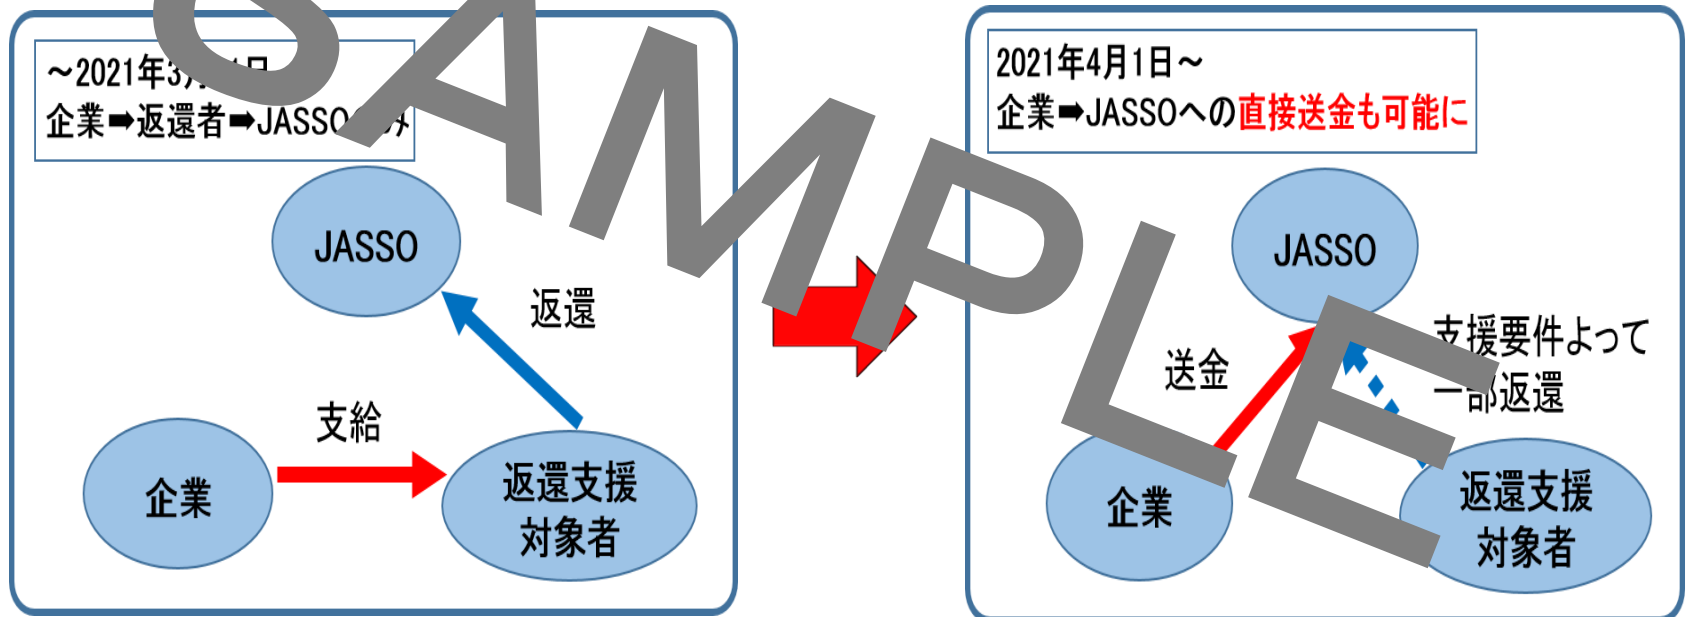 ～2021年3
企業➡返還者➡JASSO
JASSO
返還
支給
企業
返還支援
対象者
2021年4月1日～
企業➡JASSOへの直接送金も可能に
JASSO
送金
支援要件よって
一部返還
企業
返還支援
対象者
SAMPLE